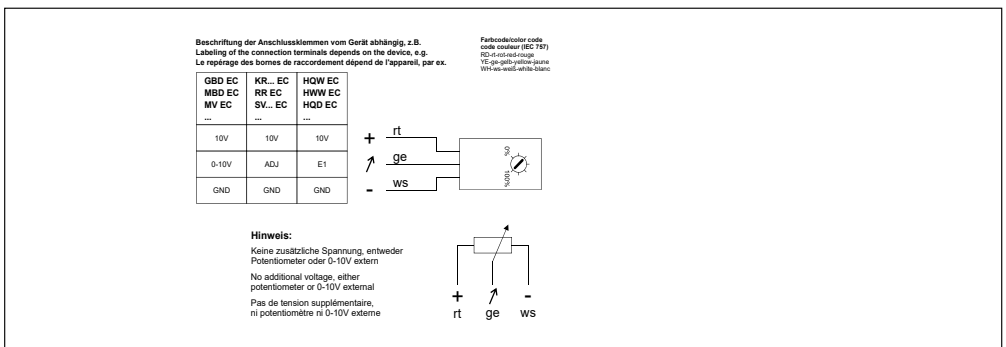 Beschriftung der Anschlussklemmen vom Gerät abhängig, z.B.
Labeling of the connection terminals depends on the device, e.g.
Le repérage des bornes de raccordement dépend de l'appareil, par ex.
Farbcode/color code
code couleur (IEC 757)
RD-rt-rot-red-rouge
YE-ge-gelb-yellow-jaune
WH-ws-weiß-white-blanc
GBD EC KR... EC HQW EC
MBD EC RR EC HWW EC
MV EC SV... EC HQD EC
... ... ...
10V 10V 10V
0-10V ADJ E1
GND GND GND
+ rt
ge
- ws
0%
100%
Hinweis:
Keine zusätzliche Spannung, entweder
Potentiometer oder 0-10V extern
No additional voltage, either
potentiometer or 0-10V external
Pas de tension supplémentaire,
ni potentiomètre ni 0-10V externe
+ -
rt ge ws